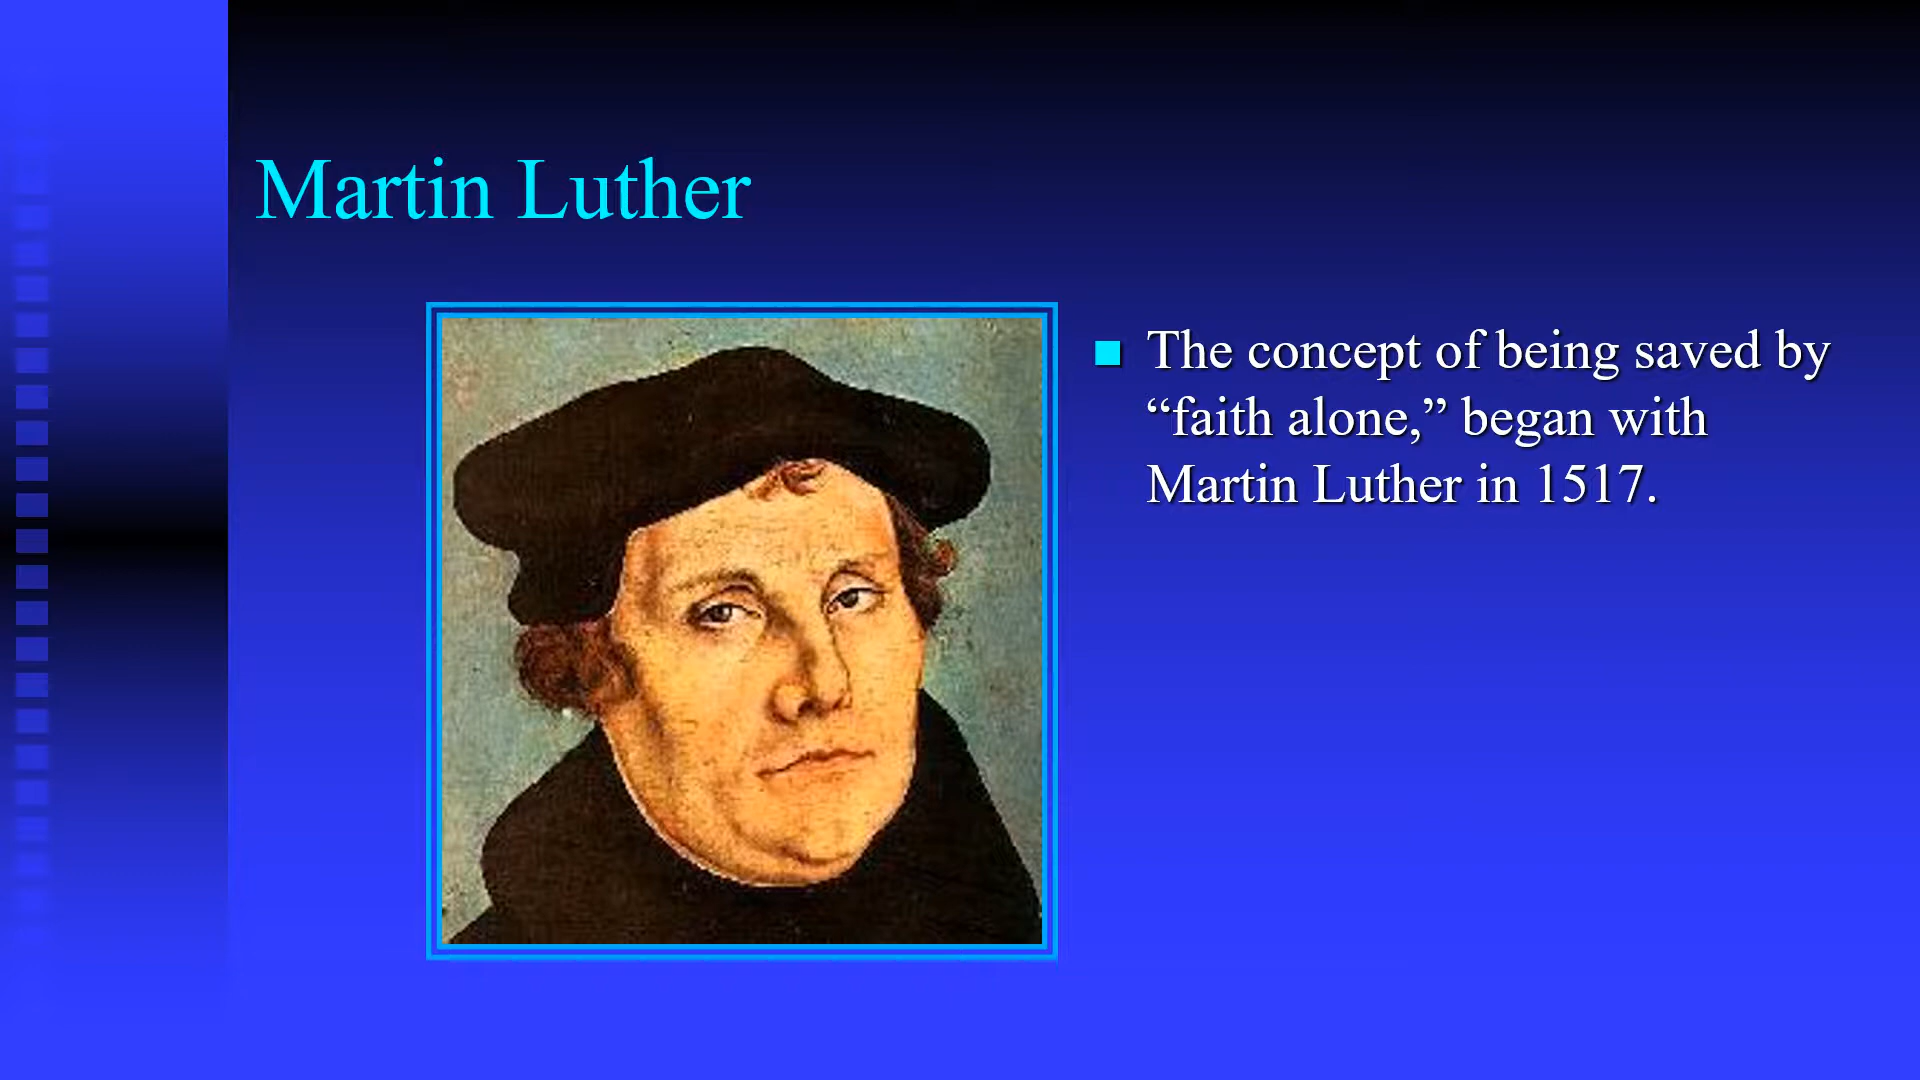 Martin Luther
The concept of being saved by
“faith alone,” began with
Martin Luther in 1517.